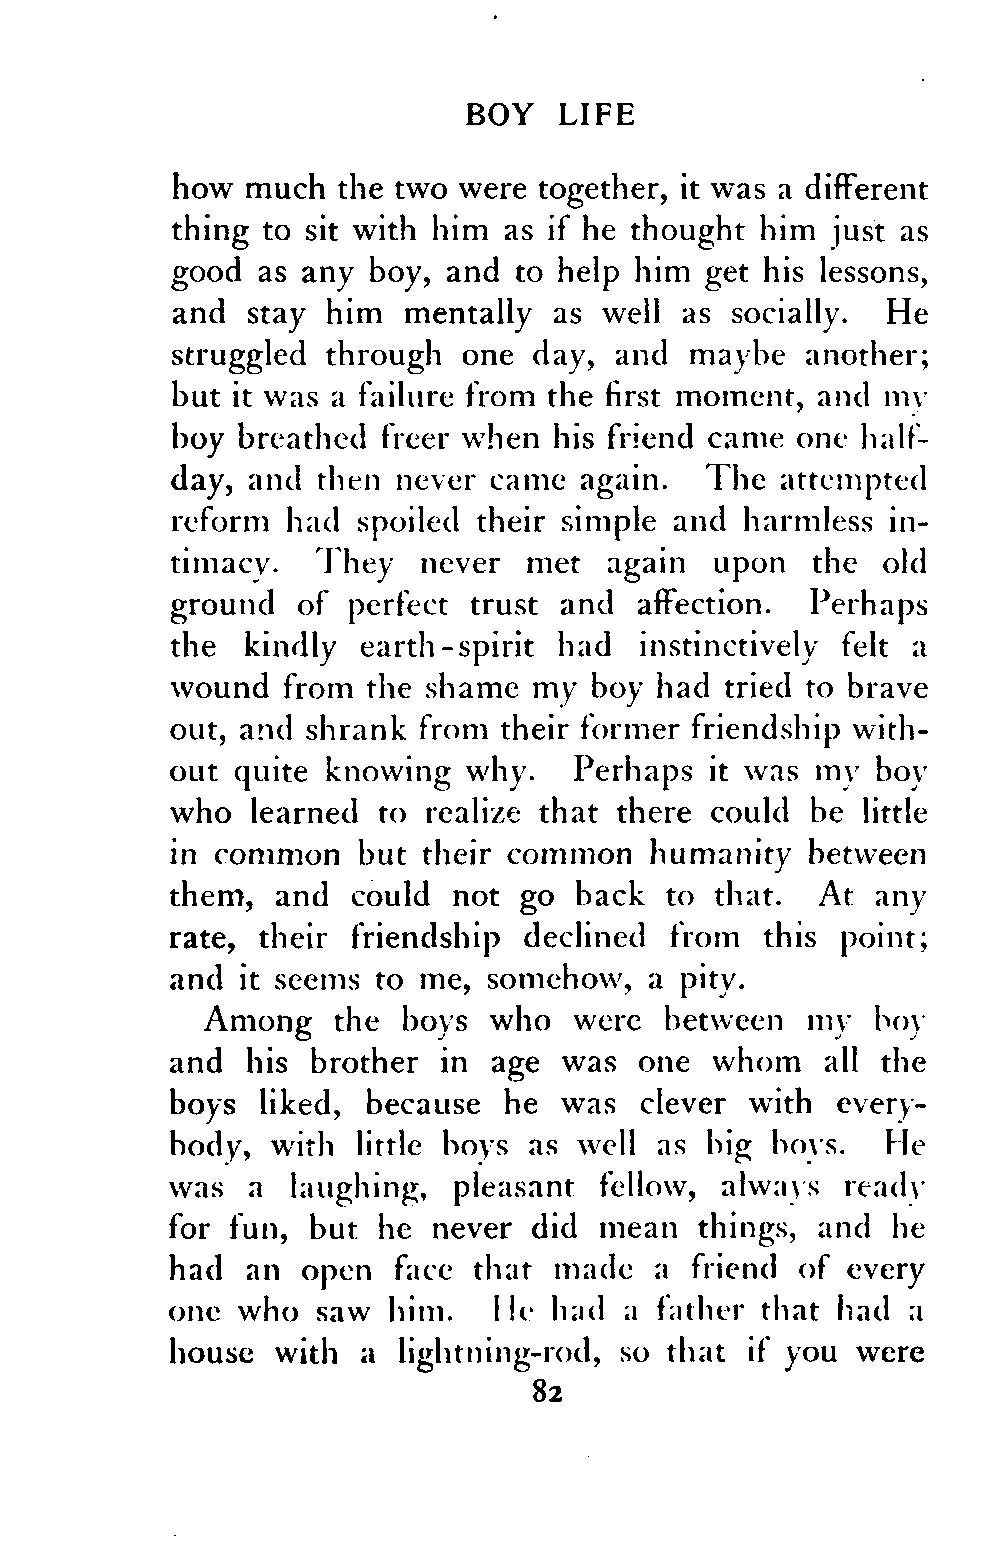 BOY LIFE
how much the two were together, it was a different
thing to sit with him as if he thought him just as
good as any boy, and to help him get his lessons,
and stay him mentally as well as socially. He
struggled through one day, and maybe another;
but it was a failure from the first moment, and my
boy breathed freer when his friend came one half-
day, and then never came again. The attempted
reform had spoiled their simple and harmless in-
timacy. They never met again upon the old
ground of perfect trust and affection. Perhaps
the kindly earth-spirit had instinctively felt a
wound from the shame my boy had tried to brave
out, and shrank from their former friendship with-
out quite knowing why. Perhaps it was my boy
who learned to realize that there could be little
in common but their common humanity between
them, and could not go back to that. At any
rate, their friendship declined from this point;
and it seems to me, somehow, a pity.
Among the boys who were between my boy
and his brother in age was one whom all the
boys liked, because he was clever with every-
body, with little boys as well as big boys. He
was a laughing, pleasant fellow, always ready
for fun, but he never did mean things, and he
had an open face that made a friend of every
one who saw him. He had a father that had a
house with a lightning-rod, so that if you were
82